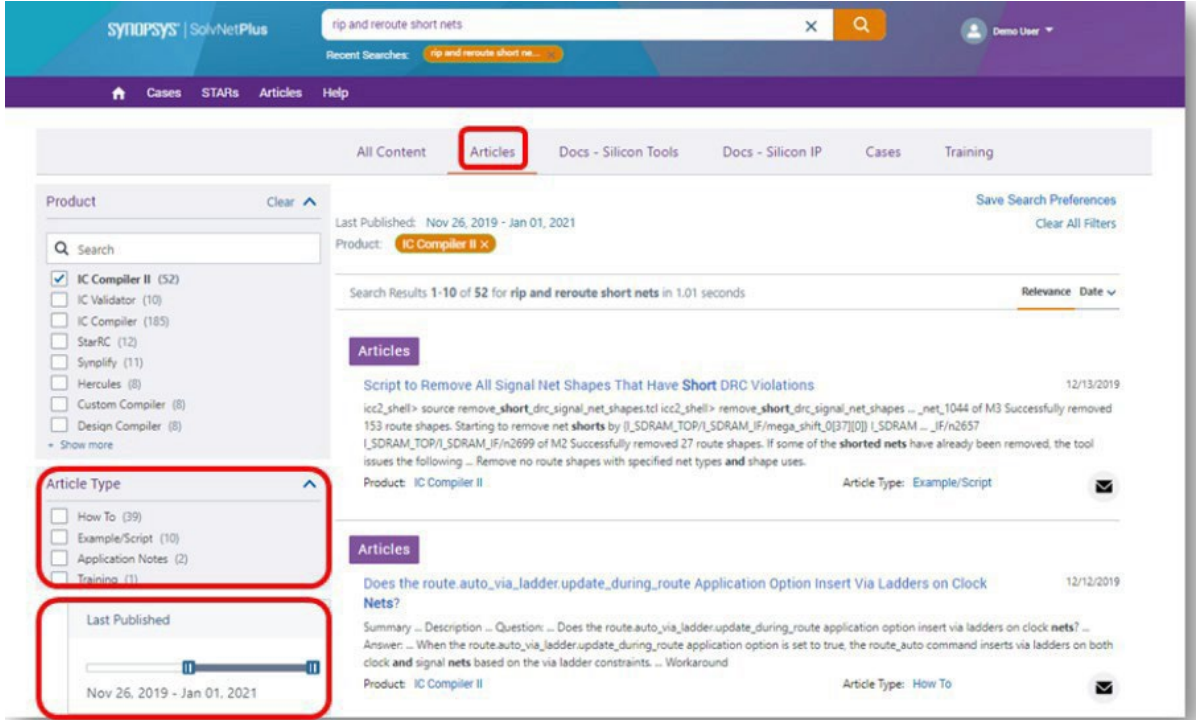 SYNOPSYS® | SolvNetPlus
rip and reroute short nets
Recent Searches: rip and reroute short ne...
Demo User
Cases STARs Articles Help
All Content Articles Docs - Silicon Tools Docs - Silicon IP Cases Training
Product Clear
Search
IC Compiler II (52)
IC Validator (10)
IC Compiler (185)
StarRC (12)
Synplify (11)
Hercules (8)
Custom Compiler (8)
Design Compiler (8)
+ Show more
Article Type
How To (39)
Example/Script (10)
Application Notes (2)
Training (1)
Last Published
Nov 26, 2019 - Jan 01, 2021
Save Search Preferences
Last Published: Nov 26, 2019 - Jan 01, 2021
Clear All Filters
Product: IC Compiler II ×
Search Results 1-10 of 52 for rip and reroute short nets in 1.01 seconds
Relevance Date
Articles
Script to Remove All Signal Net Shapes That Have Short DRC Violations 12/13/2019
icc2_shell> source remove_short_drc_signal_net_shapes.tcl icc2_shell> remove_short_drc_signal_net_shapes ... _net_1044 of M3 Successfully removed
153 route shapes. Starting to remove net shorts by {I_SDRAM_TOP/I_SDRAM_IF/mega_shift_0[37][0]} I_SDRAM ... _IF/n2657
I_SDRAM_TOP/I_SDRAM_IF/n2699 of M2 Successfully removed 27 route shapes. If some of the shorted nets have already been removed, the tool
issues the following ... Remove no route shapes with specified net types and shape uses.
Product: IC Compiler II Article Type: Example/Script
Articles
Does the route.auto_via_ladder.update_during_route Application Option Insert Via Ladders on Clock 12/12/2019
Nets?
Summary ... Description ... Question: ... Does the route.auto_via_ladder.update_during_route application option insert via ladders on clock nets? ...
Answer: ... When the route.auto_via_ladder.update_during_route application option is set to true, the route_auto command inserts via ladders on both
clock and signal nets based on the via ladder constraints. ... Workaround
Product: IC Compiler II Article Type: How To